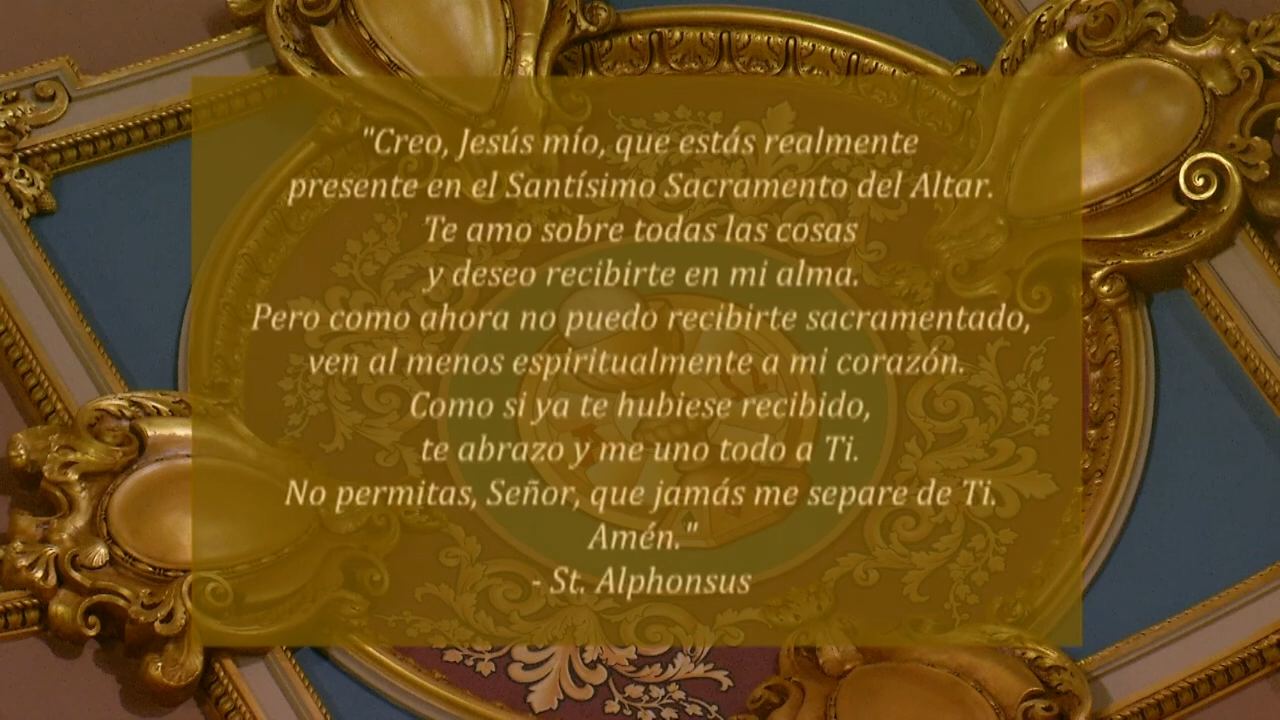 "Creo, Jesús mío, que estás realmente
presente en el Santísimo Sacramento del Altar.
Te amo sobre todas las cosas
y deseo recibirte en mi alma.
Pero como ahora no puedo recibirte sacramentado,
ven al menos espiritualmente a mi corazón.
Como si ya te hubiese recibido,
te abrazo y me uno todo a Ti.
No permitas, Señor, que jamás me separe de Ti.
Amén."
- St. Alphonsus